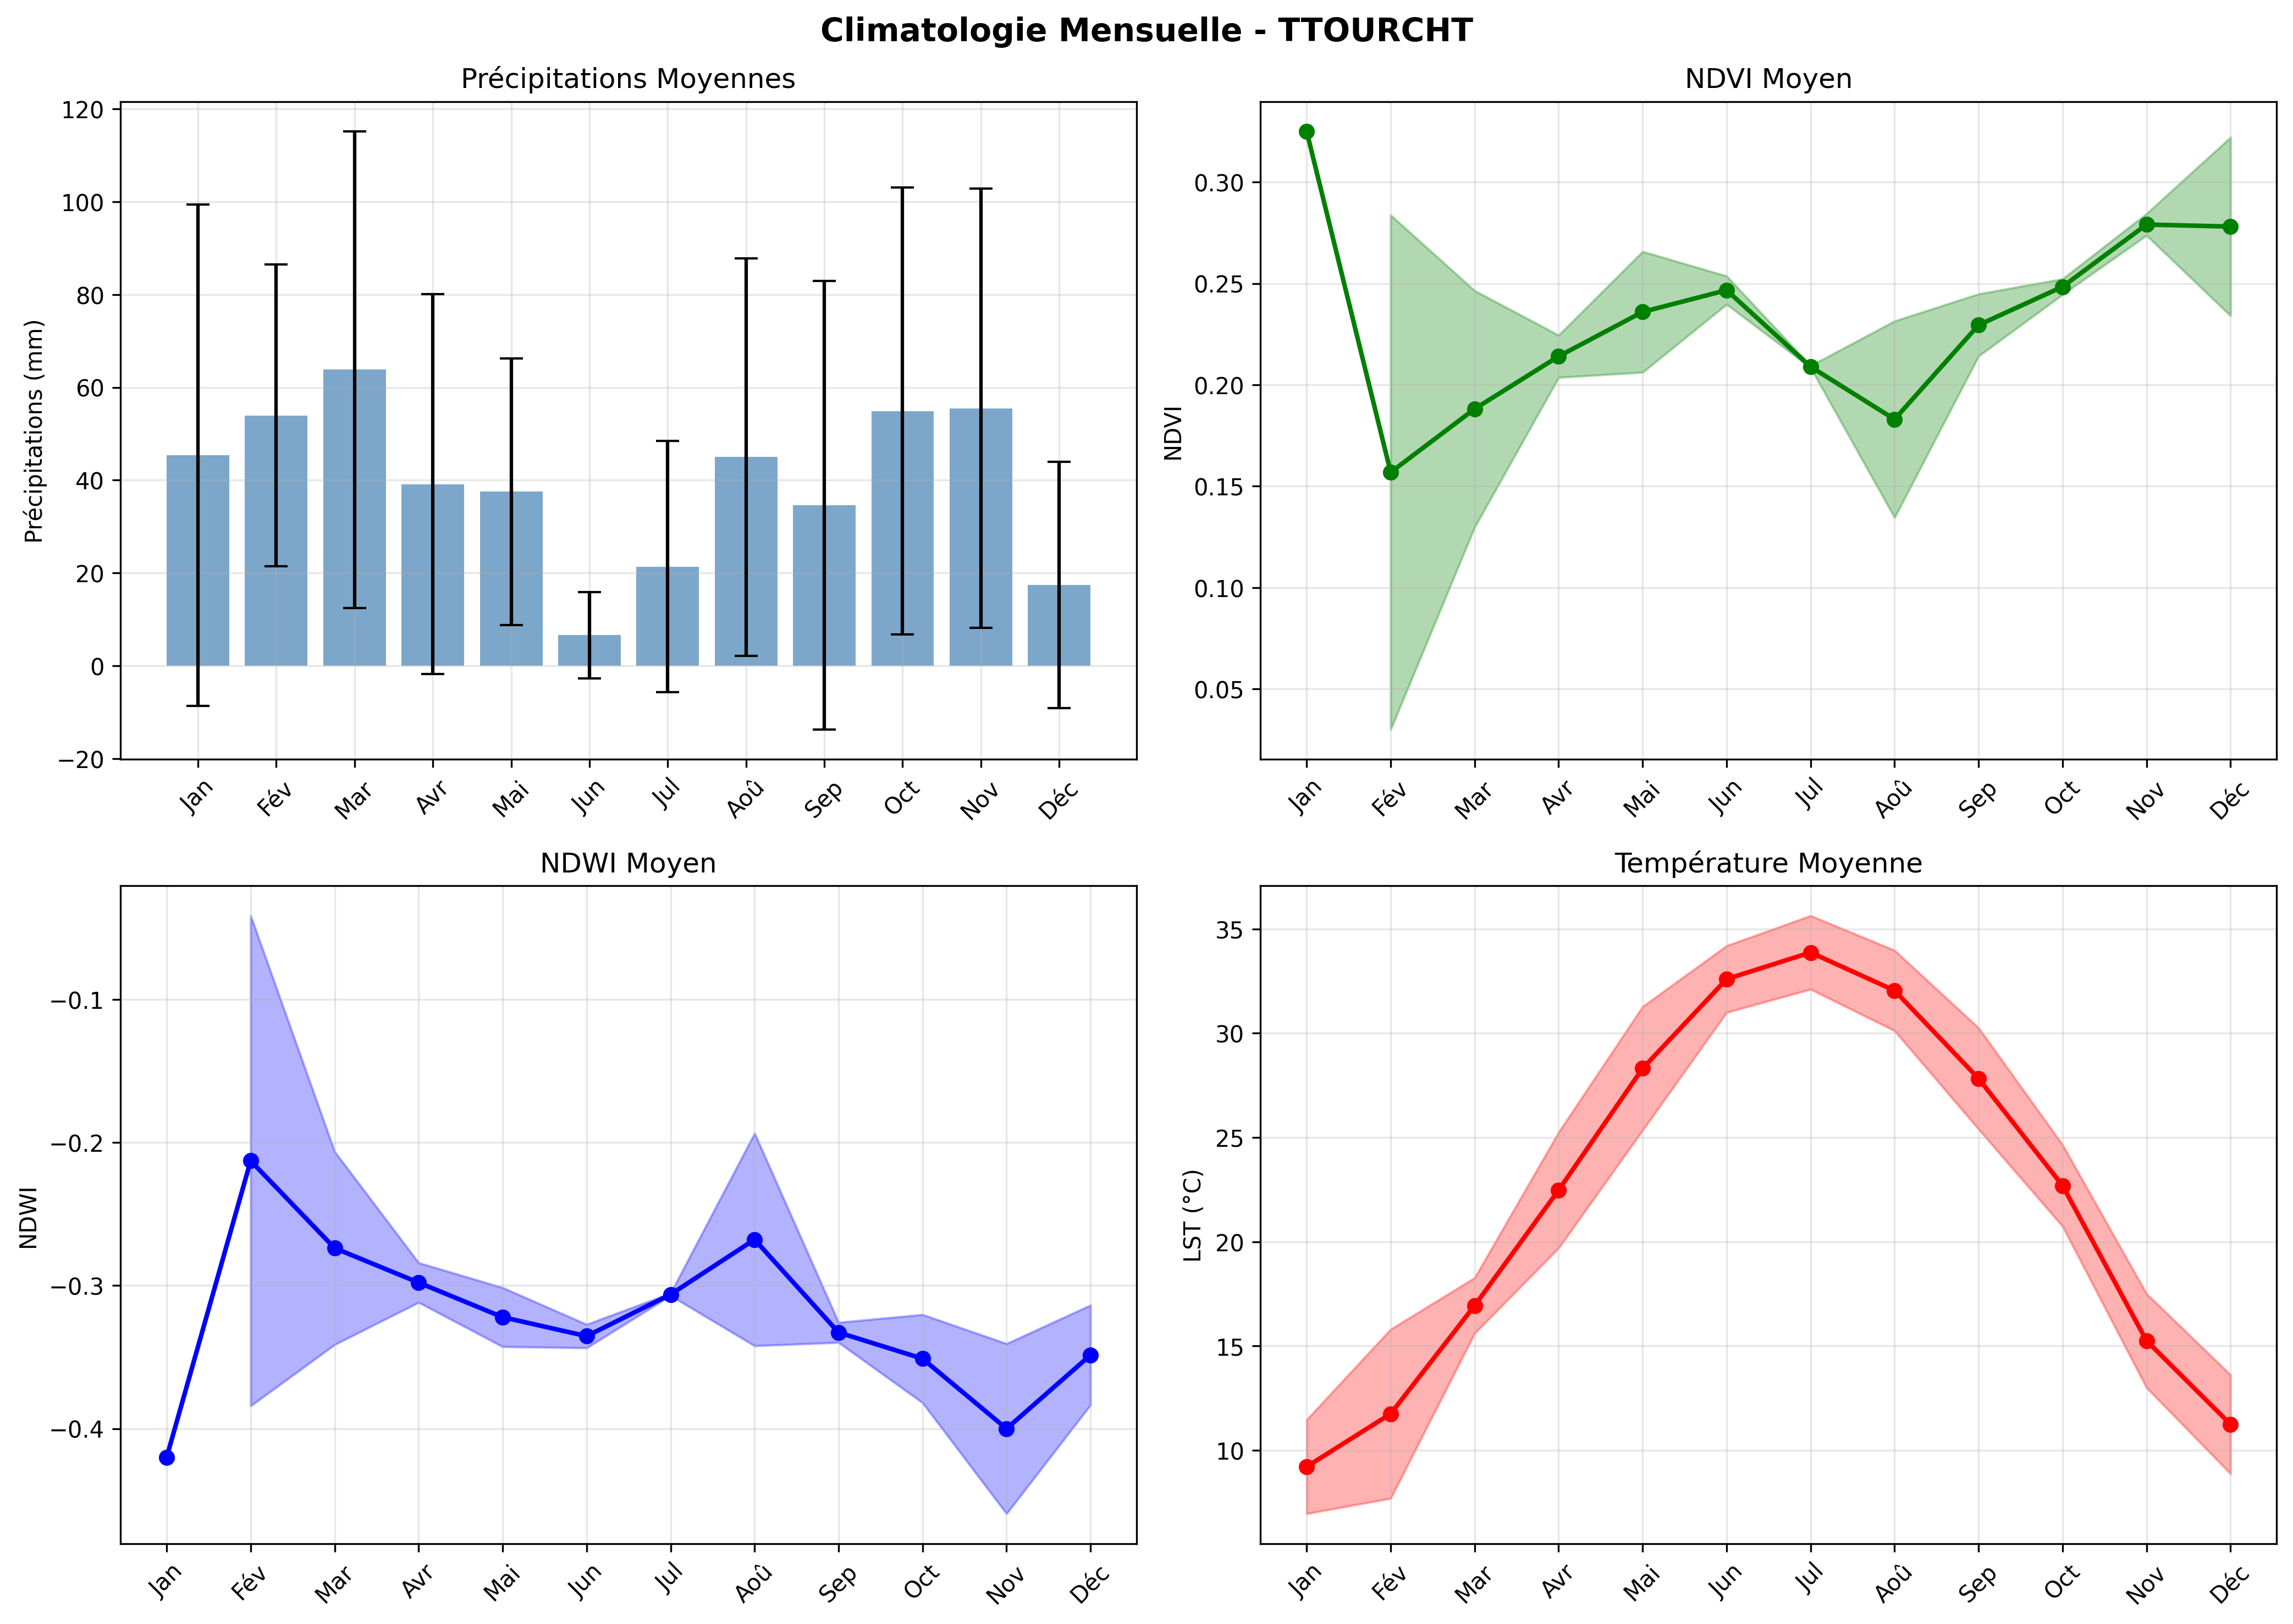 Climatologie Mensuelle - TTOURCHT
Précipitations Moyennes
Précipitations (mm)
120
100
80
60
40
20
0
−20
Jan Fév Mar Avr Mai Jun Jul Aoû Sep Oct Nov Déc
NDVI Moyen
NDVI
0.30
0.25
0.20
0.15
0.10
0.05
Jan Fév Mar Avr Mai Jun Jul Aoû Sep Oct Nov Déc
NDWI Moyen
NDWI
−0.1
−0.2
−0.3
−0.4
Jan Fév Mar Avr Mai Jun Jul Aoû Sep Oct Nov Déc
Température Moyenne
LST (°C)
35
30
25
20
15
10
Jan Fév Mar Avr Mai Jun Jul Aoû Sep Oct Nov Déc